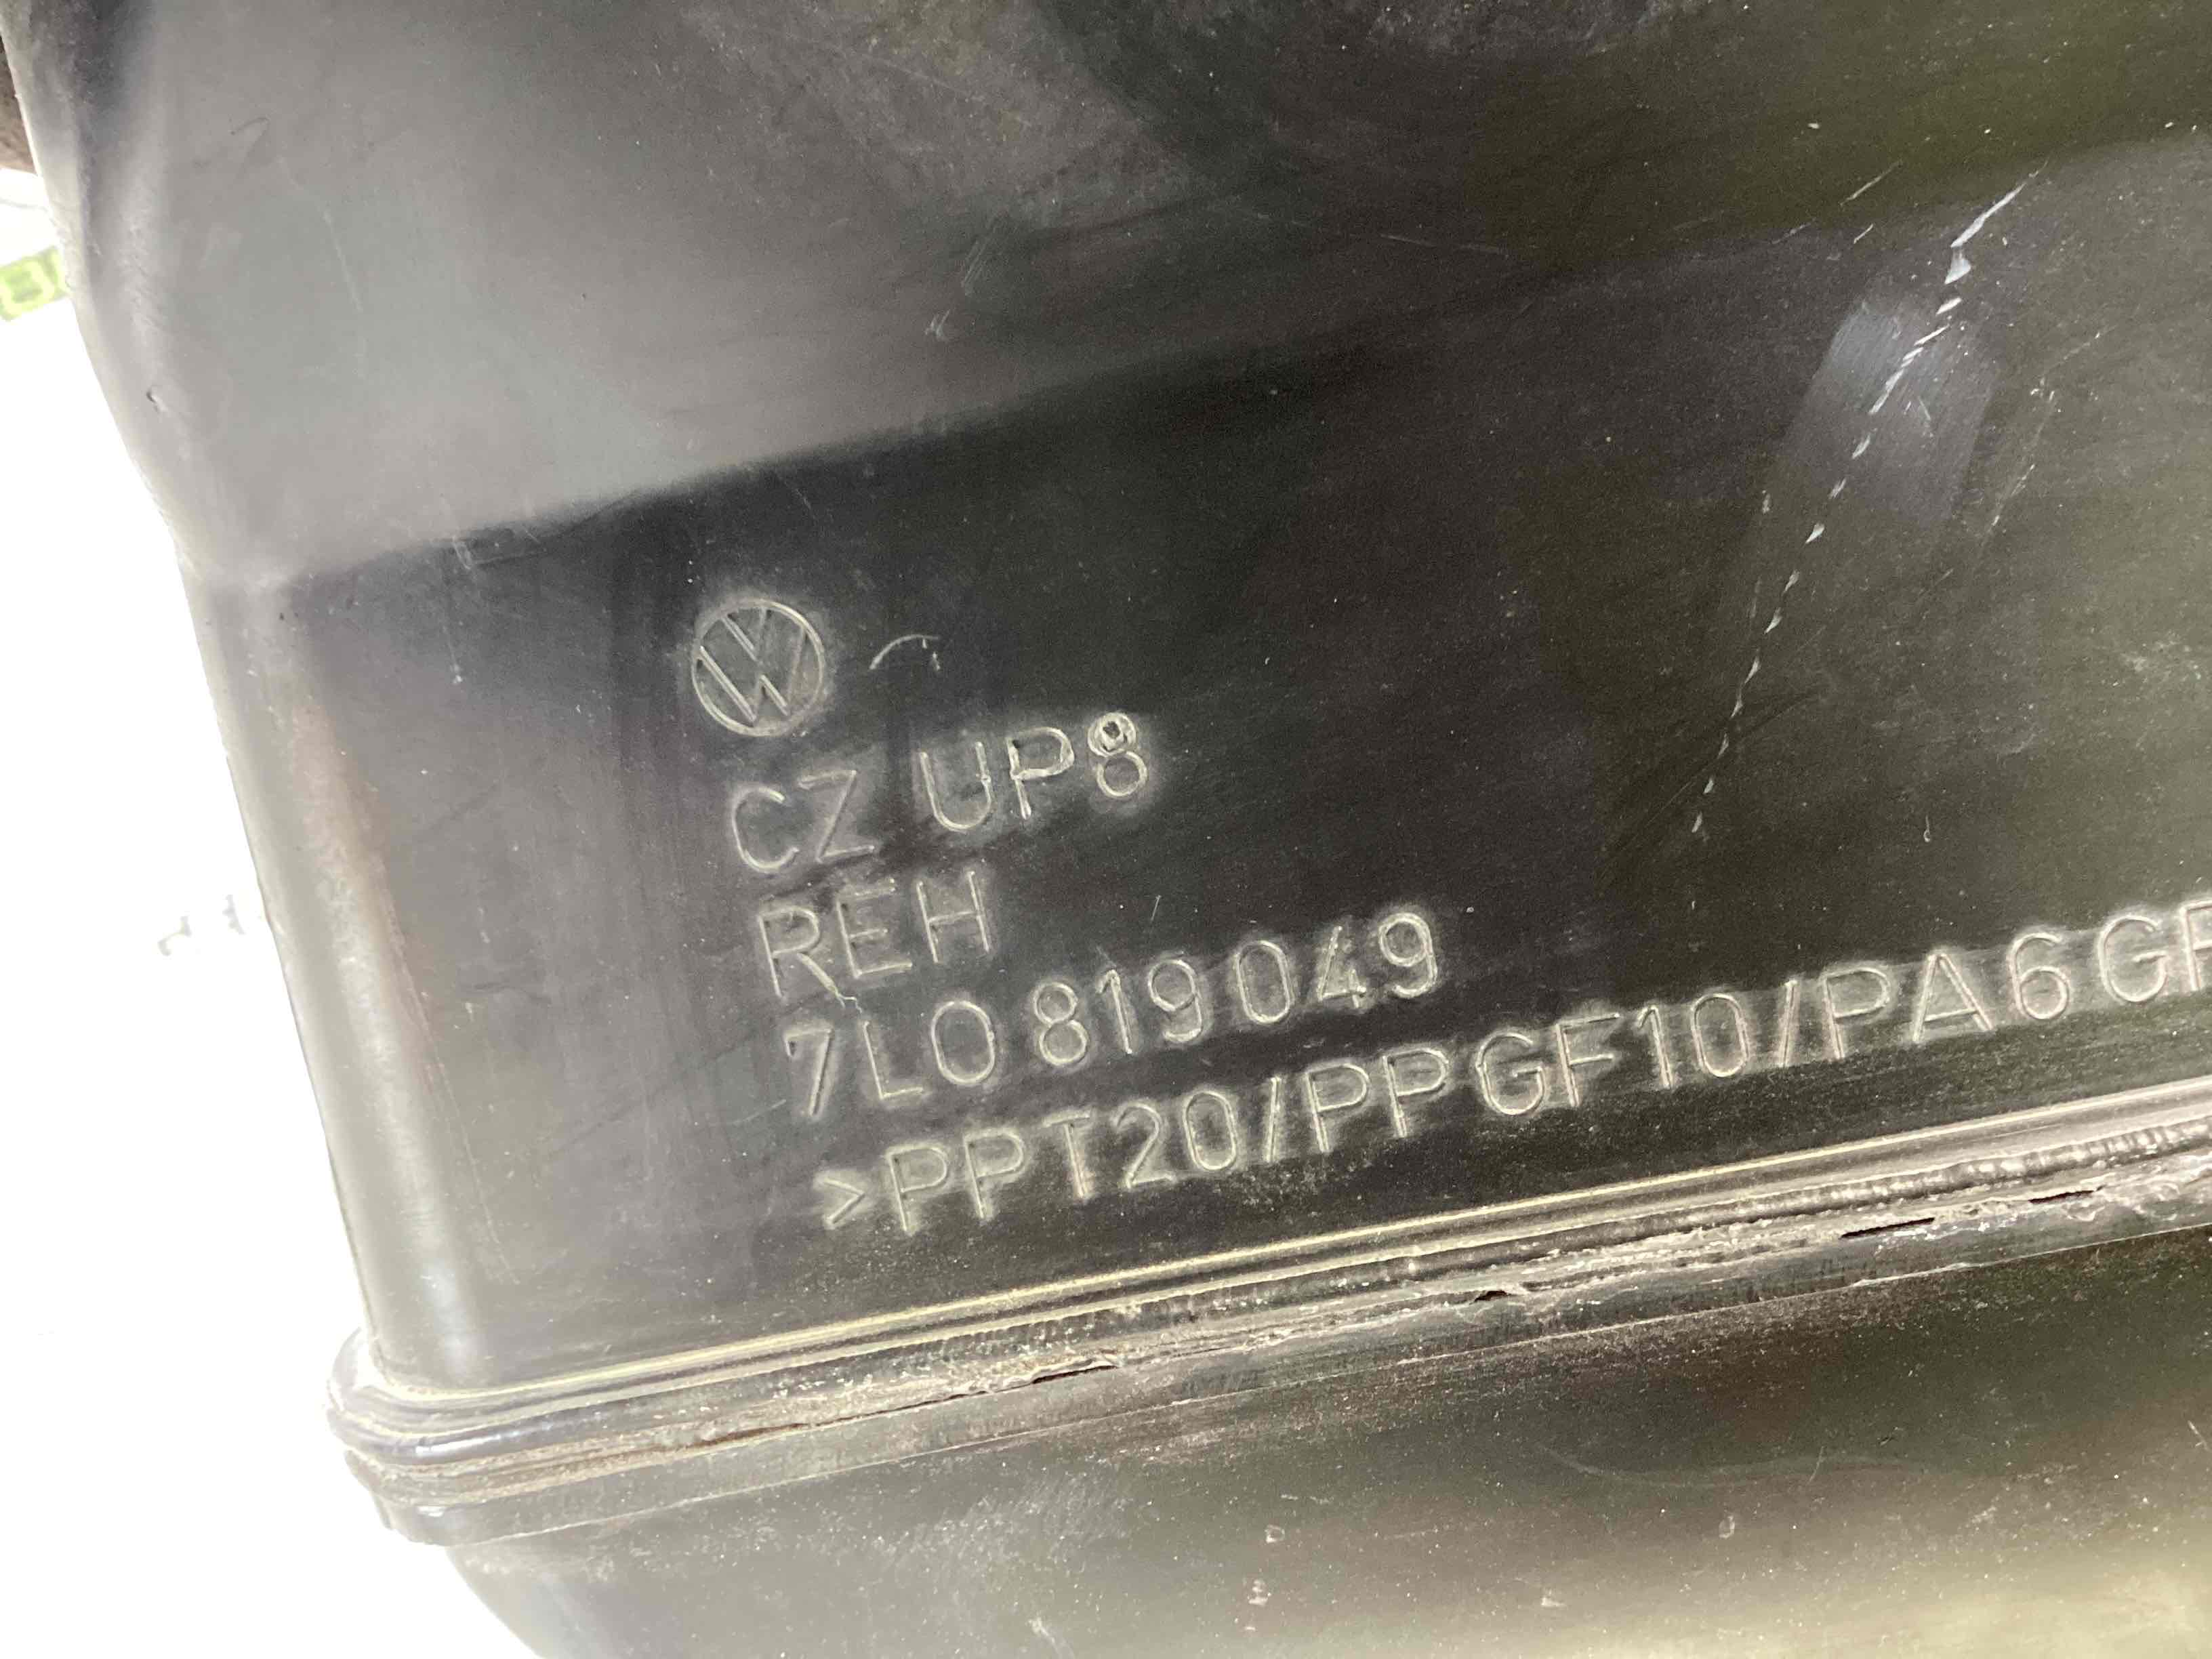 CZ UP8
REH
7L0 819 049
>PPT20/PPGF10/PA6GF